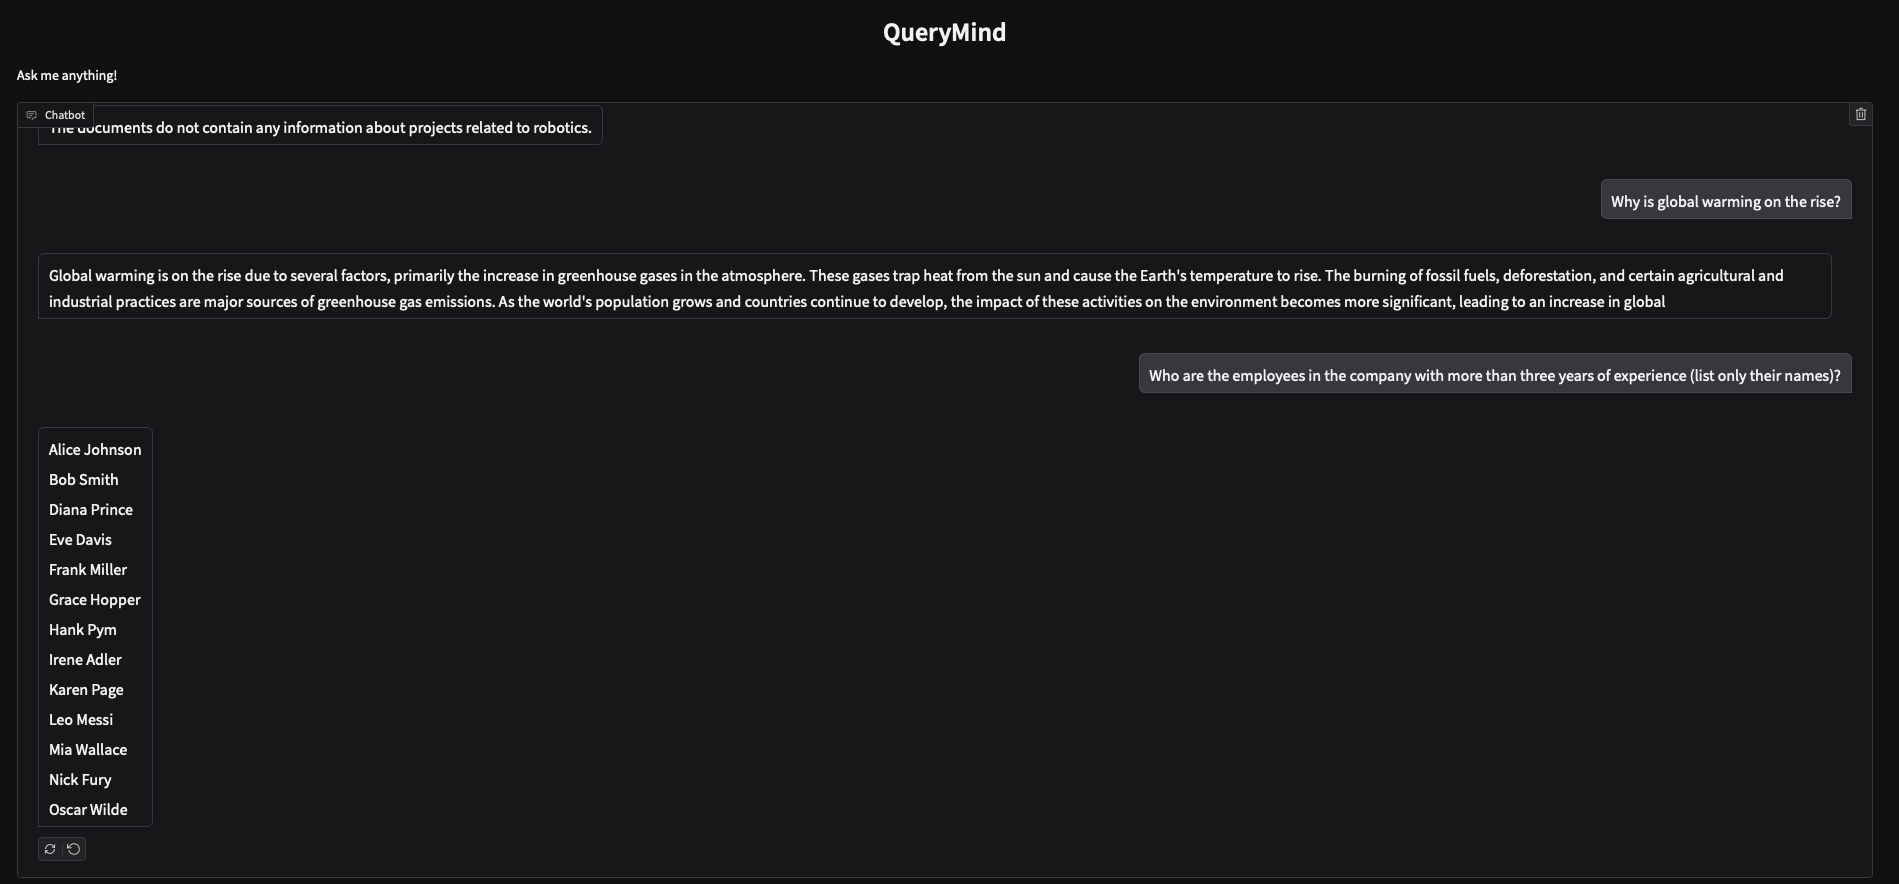 QueryMind
Ask me anything!
Chatbot
The documents do not contain any information about projects related to robotics.
Why is global warming on the rise?
Global warming is on the rise due to several factors, primarily the increase in greenhouse gases in the atmosphere. These gases trap heat from the sun and cause the Earth's temperature to rise. The burning of fossil fuels, deforestation, and certain agricultural and
industrial practices are major sources of greenhouse gas emissions. As the world's population grows and countries continue to develop, the impact of these activities on the environment becomes more significant, leading to an increase in global
Who are the employees in the company with more than three years of experience (list only their names)?
Alice Johnson
Bob Smith
Diana Prince
Eve Davis
Frank Miller
Grace Hopper
Hank Pym
Irene Adler
Karen Page
Leo Messi
Mia Wallace
Nick Fury
Oscar Wilde